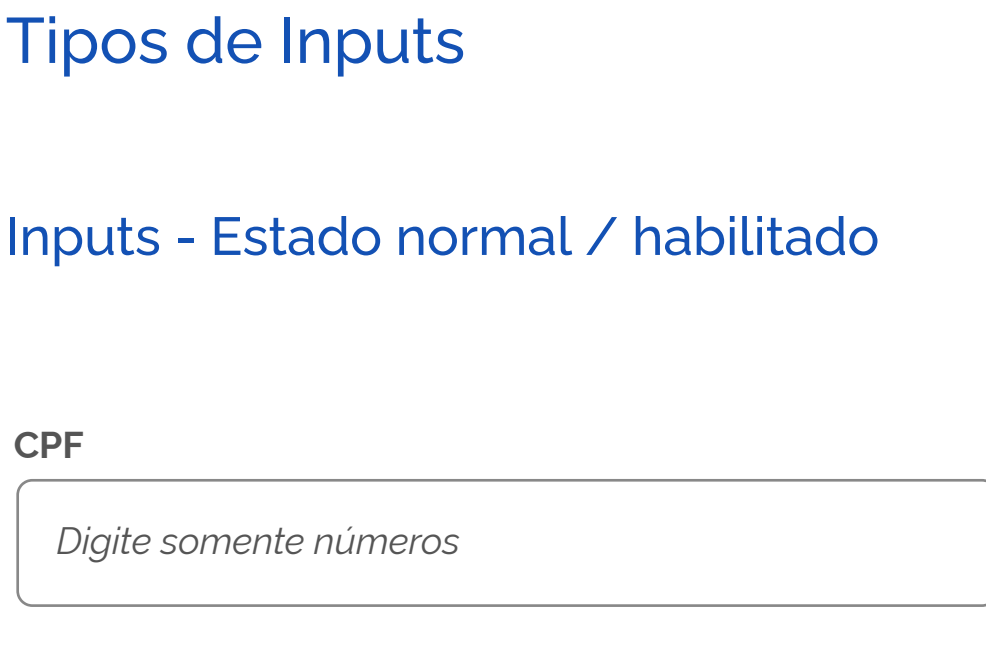 Tipos de Inputs
Inputs - Estado normal / habilitado
CPF
Digite somente números